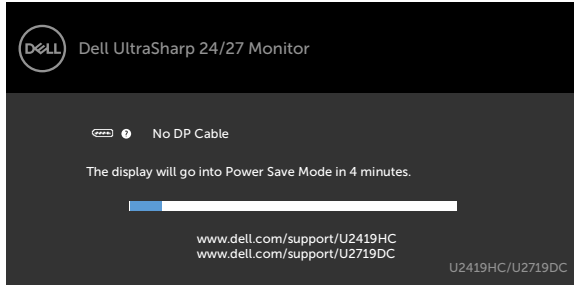 DELL Dell UltraSharp 24/27 Monitor
? No DP Cable
The display will go into Power Save Mode in 4 minutes.
www.dell.com/support/U2419HC
www.dell.com/support/U2719DC
U2419HC/U2719DC